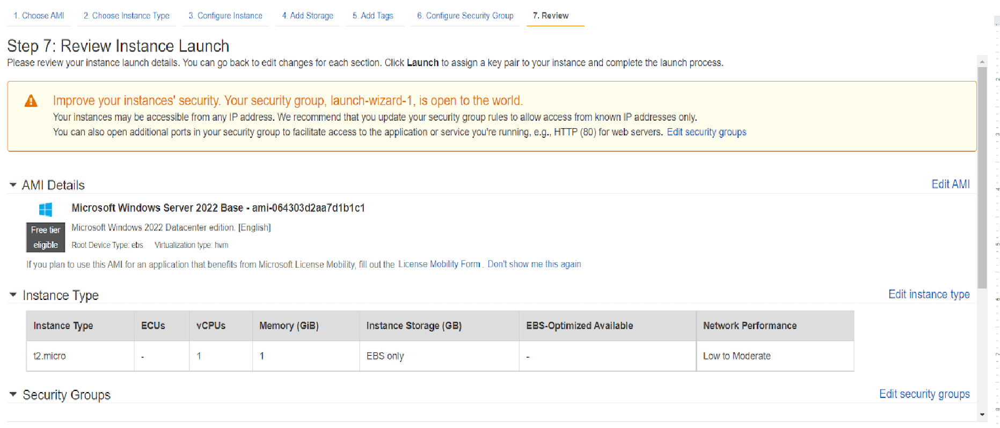 1. Choose AMI 2. Choose Instance Type 3. Configure Instance 4. Add Storage 5. Add Tags 6. Configure Security Group 7. Review
Step 7: Review Instance Launch
Please review your instance launch details. You can go back to edit changes for each section. Click Launch to assign a key pair to your instance and complete the launch process.
Improve your instances' security. Your security group, launch-wizard-1, is open to the world.
Your instances may be accessible from any IP address. We recommend that you update your security group rules to allow access from known IP addresses only.
You can also open additional ports in your security group to facilitate access to the application or service you're running, e.g., HTTP (80) for web servers. Edit security groups
AMI Details Edit AMI
Microsoft Windows Server 2022 Base - ami-064303d2aa7d1b1c1
Free tier
eligible
Microsoft Windows 2022 Datacenter edition. [English]
Root Device Type: ebs Virtualization type: hvm
If you plan to use this AMI for an application that benefits from Microsoft License Mobility, fill out the License Mobility Form. Don't show me this again
Instance Type Edit instance type
Instance Type ECUs vCPUs Memory (GiB) Instance Storage (GB) EBS-Optimized Available Network Performance
t2.micro - 1 1 EBS only - Low to Moderate
Security Groups Edit security groups
2
3
4
5
6
7
8